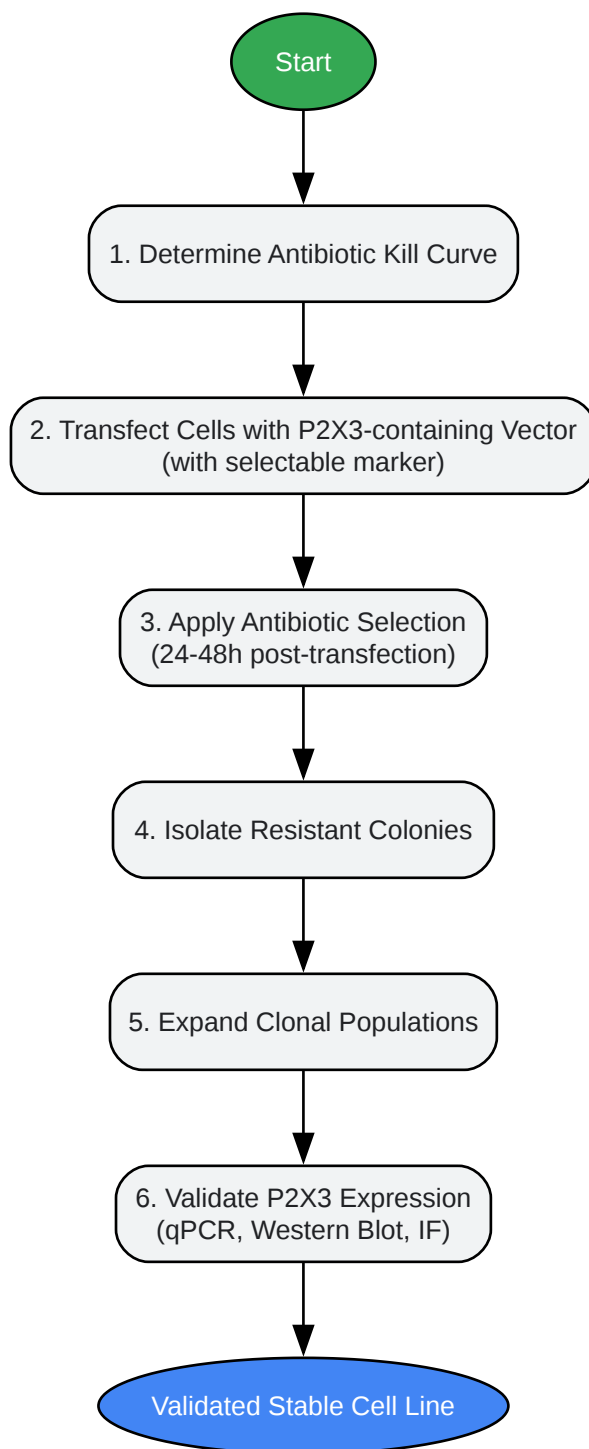 Start
1. Determine Antibiotic Kill Curve
2. Transfect Cells with P2X3-containing Vector
(with selectable marker)
3. Apply Antibiotic Selection
(24-48h post-transfection)
4. Isolate Resistant Colonies
5. Expand Clonal Populations
6. Validate P2X3 Expression
(qPCR, Western Blot, IF)
Validated Stable Cell Line